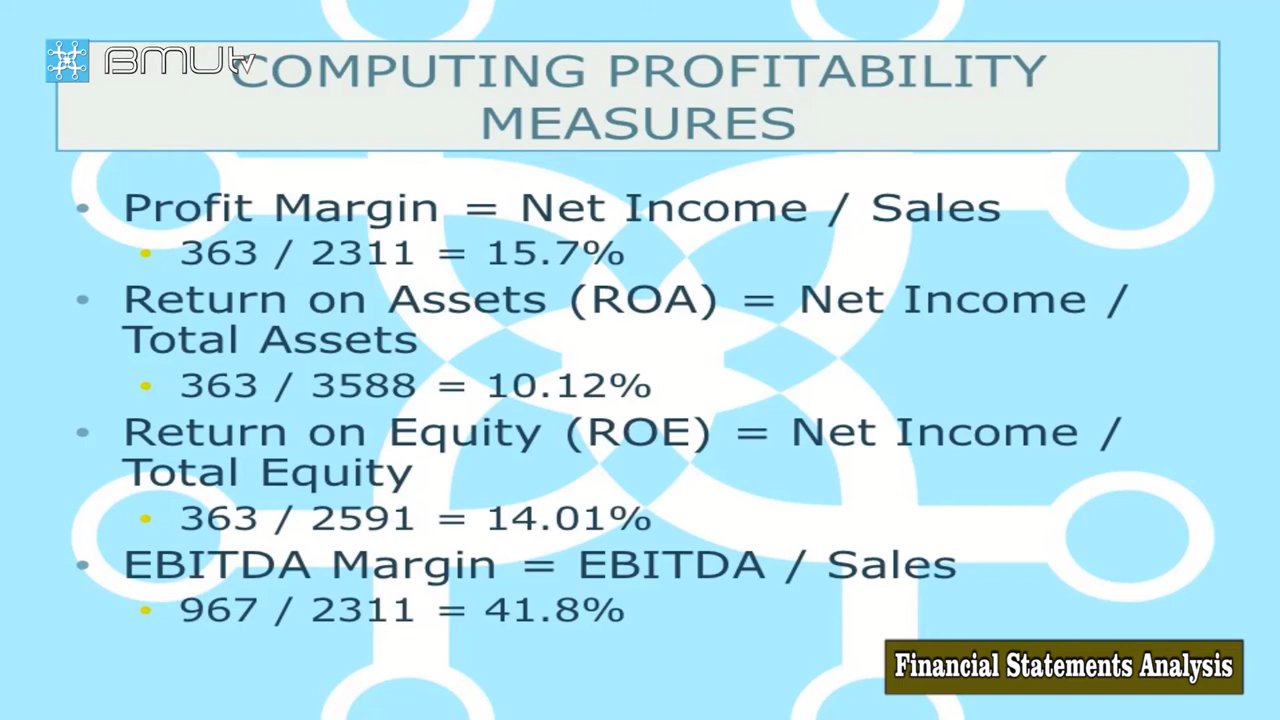 BMUtv
COMPUTING PROFITABILITY
MEASURES
• Profit Margin = Net Income / Sales
• 363 / 2311 = 15.7%
• Return on Assets (ROA) = Net Income /
Total Assets
• 363 / 3588 = 10.12%
• Return on Equity (ROE) = Net Income /
Total Equity
• 363 / 2591 = 14.01%
• EBITDA Margin = EBITDA / Sales
• 967 / 2311 = 41.8%
Financial Statements Analysis